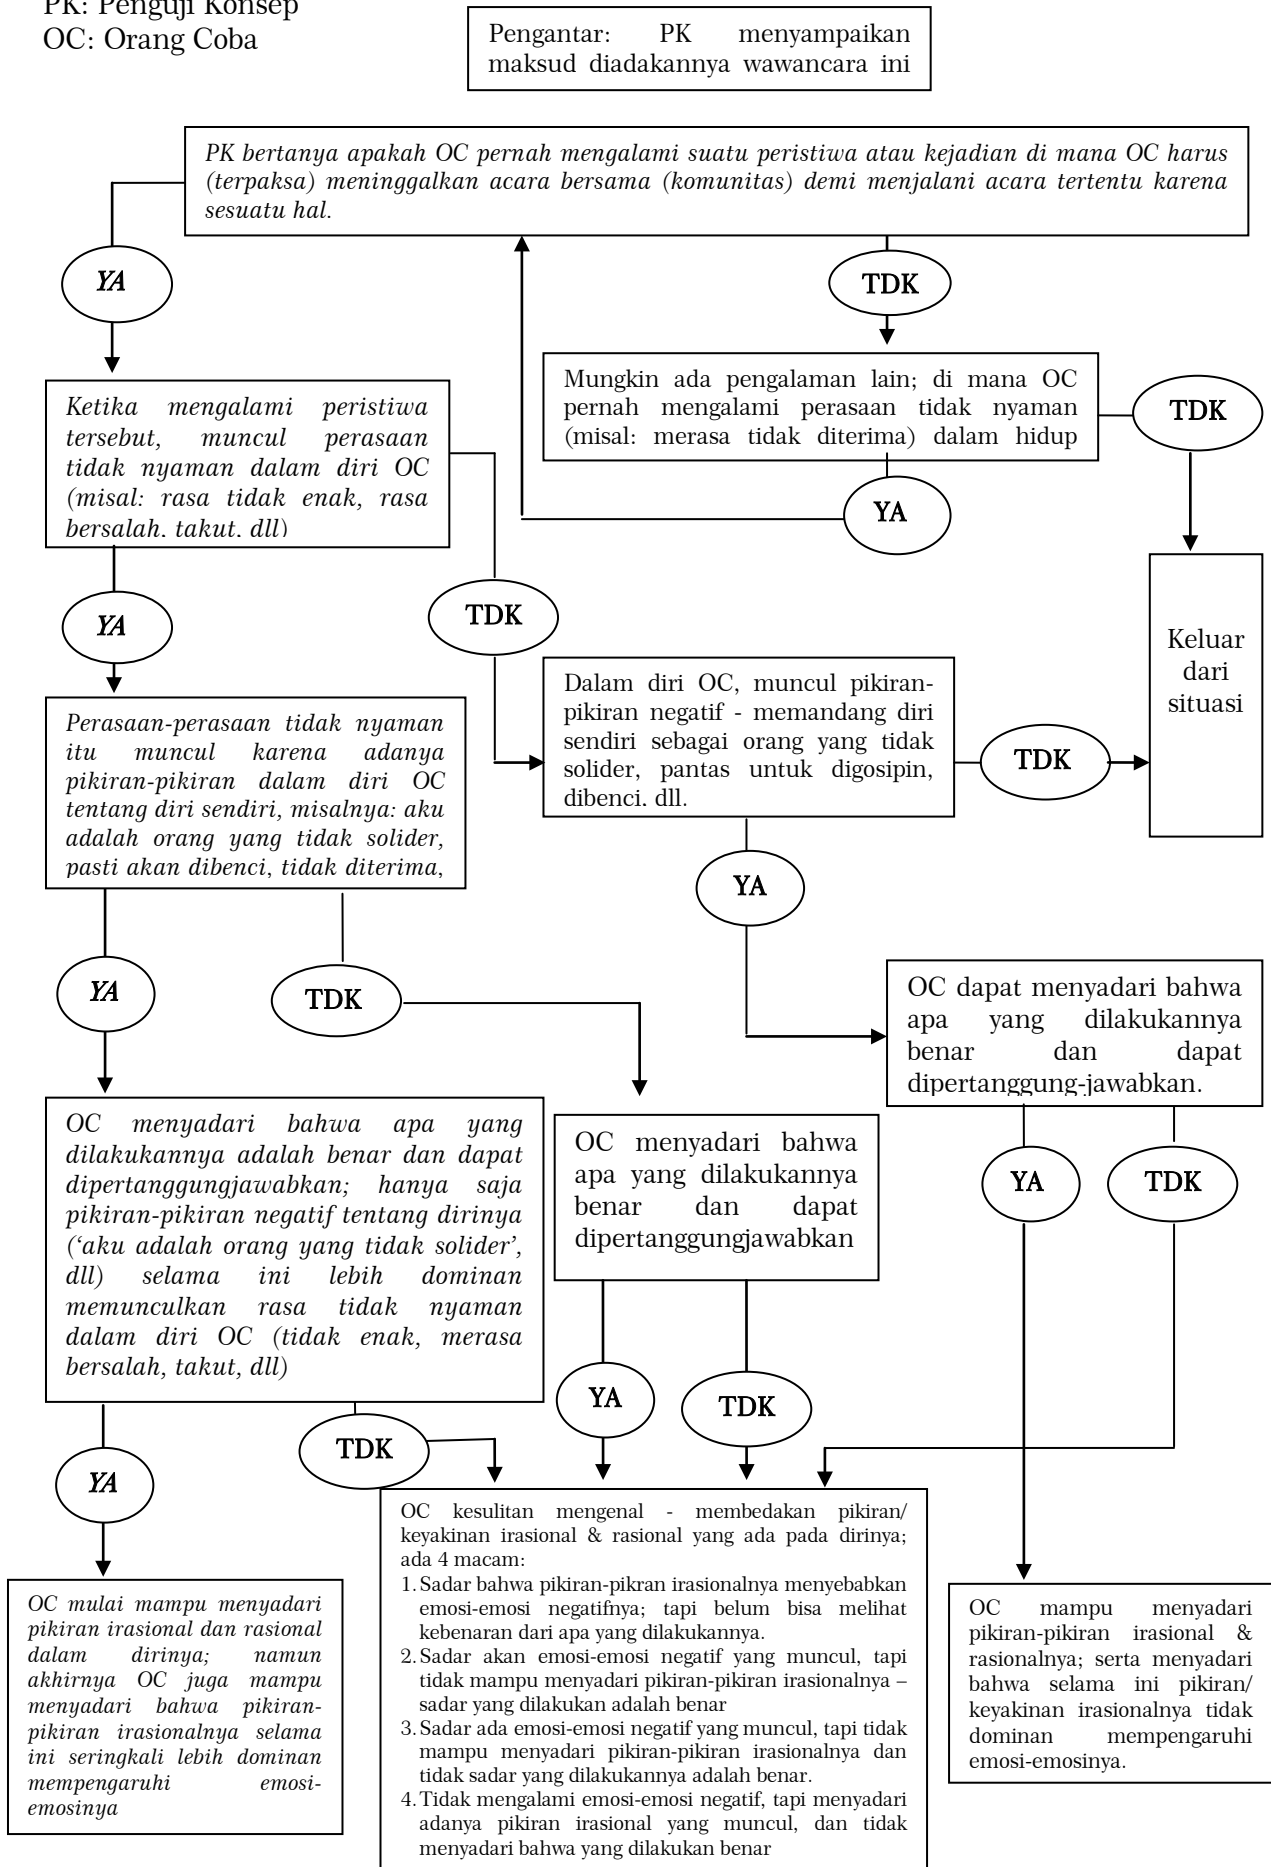 PK: Penguji Konsep
OC: Orang Coba
Pengantar: PK menyampaikan
maksud diadakannya wawancara ini
PK bertanya apakah OC pernah mengalami suatu peristiwa atau kejadian di mana OC harus
(terpaksa) meninggalkan acara bersama (komunitas) demi menjalani acara tertentu karena
sesuatu hal.
YA
TDK
Mungkin ada pengalaman lain; di mana OC
pernah mengalami perasaan tidak nyaman
(misal: merasa tidak diterima) dalam hidup
TDK
YA
Ketika mengalami peristiwa
tersebut, muncul perasaan
tidak nyaman dalam diri OC
(misal: rasa tidak enak, rasa
bersalah, takut, dll)
YA
TDK
Keluar
dari
situasi
Dalam diri OC, muncul pikiran-
pikiran negatif - memandang diri
sendiri sebagai orang yang tidak
solider, pantas untuk digosipin,
dibenci, dll.
TDK
YA
Perasaan-perasaan tidak nyaman
itu muncul karena adanya
pikiran-pikiran dalam diri OC
tentang diri sendiri, misalnya: aku
adalah orang yang tidak solider,
pasti akan dibenci, tidak diterima,
YA
TDK
OC dapat menyadari bahwa
apa yang dilakukannya
benar dan dapat
dipertanggung-jawabkan.
YA
TDK
OC menyadari bahwa apa yang
dilakukannya adalah benar dan dapat
dipertanggungjawabkan; hanya saja
pikiran-pikiran negatif tentang dirinya
(‘aku adalah orang yang tidak solider’,
dll) selama ini lebih dominan
memunculkan rasa tidak nyaman
dalam diri OC (tidak enak, merasa
bersalah, takut, dll)
OC menyadari bahwa
apa yang dilakukannya
benar dan dapat
dipertanggungjawabkan
YA
TDK
TDK
YA
OC kesulitan mengenal - membedakan pikiran/
keyakinan irasional & rasional yang ada pada dirinya;
ada 4 macam:
1. Sadar bahwa pikiran-pikran irasionalnya menyebabkan
emosi-emosi negatifnya; tapi belum bisa melihat
kebenaran dari apa yang dilakukannya.
2. Sadar akan emosi-emosi negatif yang muncul, tapi
tidak mampu menyadari pikiran-pikiran irasionalnya –
sadar yang dilakukan adalah benar
3. Sadar ada emosi-emosi negatif yang muncul, tapi tidak
mampu menyadari pikiran-pikiran irasionalnya dan
tidak sadar yang dilakukannya adalah benar.
4. Tidak mengalami emosi-emosi negatif, tapi menyadari
adanya pikiran irasional yang muncul, dan tidak
menyadari bahwa yang dilakukan benar
OC mulai mampu menyadari
pikiran irasional dan rasional
dalam dirinya; namun
akhirnya OC juga mampu
menyadari bahwa pikiran-
pikiran irasionalnya selama
ini seringkali lebih dominan
mempengaruhi emosi-
emosinya
OC mampu menyadari
pikiran-pikiran irasional &
rasionalnya; serta menyadari
bahwa selama ini pikiran/
keyakinan irasionalnya tidak
dominan mempengaruhi
emosi-emosinya.